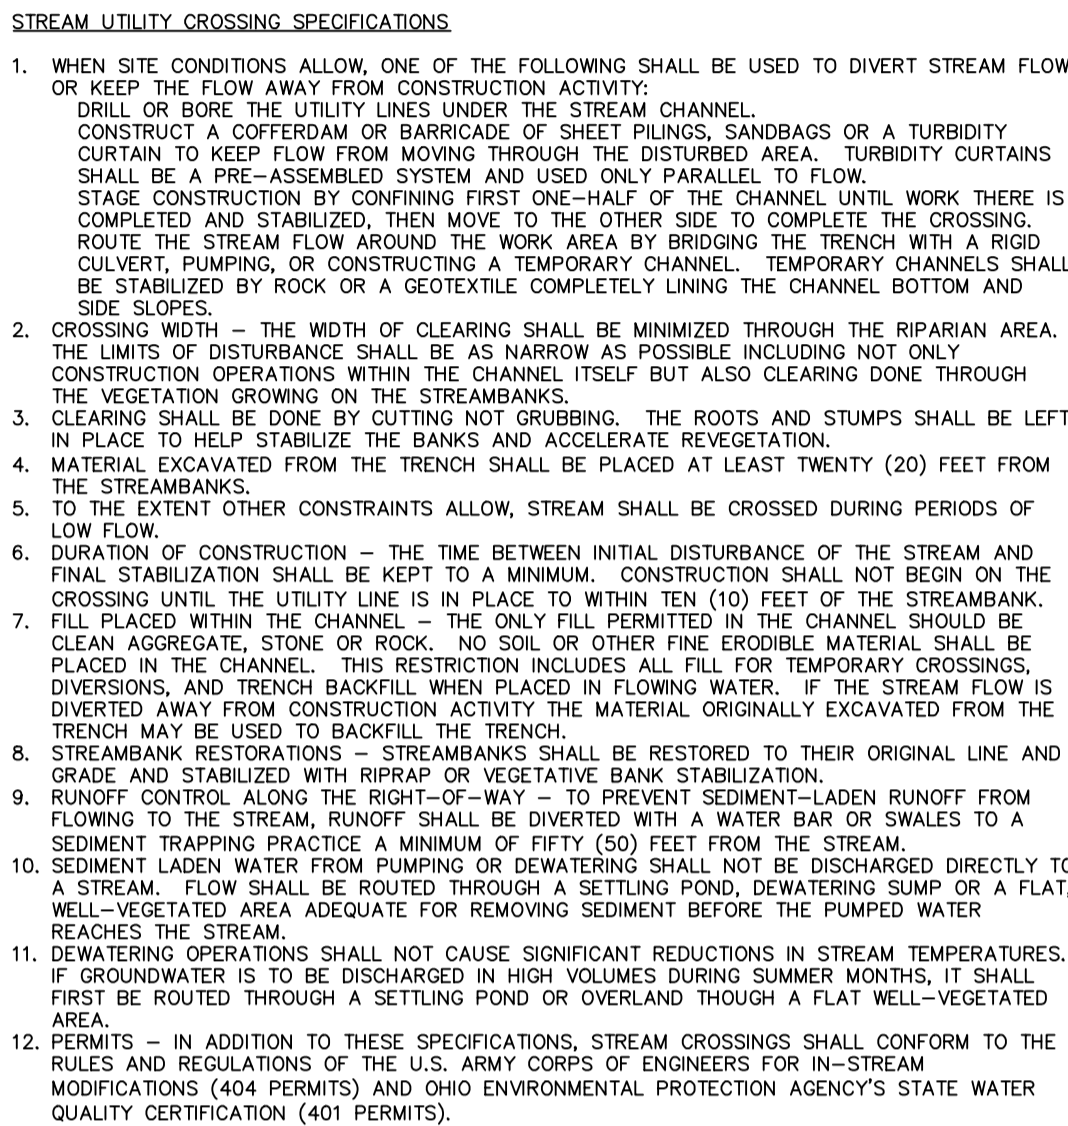 STREAM UTILITY CROSSING SPECIFICATIONS
1. WHEN SITE CONDITIONS ALLOW, ONE OF THE FOLLOWING SHALL BE USED TO DIVERT STREAM FLOW
OR KEEP THE FLOW AWAY FROM CONSTRUCTION ACTIVITY:
DRILL OR BORE THE UTILITY LINES UNDER THE STREAM CHANNEL.
CONSTRUCT A COFFERDAM OR BARRICADE OF SHEET PILINGS, SANDBAGS OR A TURBIDITY
CURTAIN TO KEEP FLOW FROM MOVING THROUGH THE DISTURBED AREA. TURBIDITY CURTAINS
SHALL BE A PRE-ASSEMBLED SYSTEM AND USED ONLY PARALLEL TO FLOW.
STAGE CONSTRUCTION BY CONFINING FIRST ONE-HALF OF THE CHANNEL UNTIL WORK THERE IS
COMPLETED AND STABILIZED, THEN MOVE TO THE OTHER SIDE TO COMPLETE THE CROSSING.
ROUTE THE STREAM FLOW AROUND THE WORK AREA BY BRIDGING THE TRENCH WITH A RIGID
CULVERT, PUMPING, OR CONSTRUCTING A TEMPORARY CHANNEL. TEMPORARY CHANNELS SHALL
BE STABILIZED BY ROCK OR A GEOTEXTILE COMPLETELY LINING THE CHANNEL BOTTOM AND
SIDE SLOPES.
2. CROSSING WIDTH – THE WIDTH OF CLEARING SHALL BE MINIMIZED THROUGH THE RIPARIAN AREA.
THE LIMITS OF DISTURBANCE SHALL BE AS NARROW AS POSSIBLE INCLUDING NOT ONLY
CONSTRUCTION OPERATIONS WITHIN THE CHANNEL ITSELF BUT ALSO CLEARING DONE THROUGH
THE VEGETATION GROWING ON THE STREAMBANKS.
3. CLEARING SHALL BE DONE BY CUTTING NOT GRUBBING. THE ROOTS AND STUMPS SHALL BE LEFT
IN PLACE TO HELP STABILIZE THE BANKS AND ACCELERATE REVEGETATION.
4. MATERIAL EXCAVATED FROM THE TRENCH SHALL BE PLACED AT LEAST TWENTY (20) FEET FROM
THE STREAMBANKS.
5. TO THE EXTENT OTHER CONSTRAINTS ALLOW, STREAM SHALL BE CROSSED DURING PERIODS OF
LOW FLOW.
6. DURATION OF CONSTRUCTION – THE TIME BETWEEN INITIAL DISTURBANCE OF THE STREAM AND
FINAL STABILIZATION SHALL BE KEPT TO A MINIMUM. CONSTRUCTION SHALL NOT BEGIN ON THE
CROSSING UNTIL THE UTILITY LINE IS IN PLACE TO WITHIN TEN (10) FEET OF THE STREAMBANK.
7. FILL PLACED WITHIN THE CHANNEL – THE ONLY FILL PERMITTED IN THE CHANNEL SHOULD BE
CLEAN AGGREGATE, STONE OR ROCK. NO SOIL OR OTHER FINE ERODIBLE MATERIAL SHALL BE
PLACED IN THE CHANNEL. THIS RESTRICTION INCLUDES ALL FILL FOR TEMPORARY CROSSINGS,
DIVERSIONS, AND TRENCH BACKFILL WHEN PLACED IN FLOWING WATER. IF THE STREAM FLOW IS
DIVERTED AWAY FROM CONSTRUCTION ACTIVITY THE MATERIAL ORIGINALLY EXCAVATED FROM THE
TRENCH MAY BE USED TO BACKFILL THE TRENCH.
8. STREAMBANK RESTORATIONS – STREAMBANKS SHALL BE RESTORED TO THEIR ORIGINAL LINE AND
GRADE AND STABILIZED WITH RIPRAP OR VEGETATIVE BANK STABILIZATION.
9. RUNOFF CONTROL ALONG THE RIGHT-OF-WAY – TO PREVENT SEDIMENT-LADEN RUNOFF FROM
FLOWING TO THE STREAM, RUNOFF SHALL BE DIVERTED WITH A WATER BAR OR SWALES TO A
SEDIMENT TRAPPING PRACTICE A MINIMUM OF FIFTY (50) FEET FROM THE STREAM.
10. SEDIMENT LADEN WATER FROM PUMPING OR DEWATERING SHALL NOT BE DISCHARGED DIRECTLY TO
A STREAM. FLOW SHALL BE ROUTED THROUGH A SETTLING POND, DEWATERING SUMP OR A FLAT,
WELL-VEGETATED AREA ADEQUATE FOR REMOVING SEDIMENT BEFORE THE PUMPED WATER
REACHES THE STREAM.
11. DEWATERING OPERATIONS SHALL NOT CAUSE SIGNIFICANT REDUCTIONS IN STREAM TEMPERATURES.
IF GROUNDWATER IS TO BE DISCHARGED IN HIGH VOLUMES DURING SUMMER MONTHS, IT SHALL
FIRST BE ROUTED THROUGH A SETTLING POND OR OVERLAND THOUGH A FLAT WELL-VEGETATED
AREA.
12. PERMITS – IN ADDITION TO THESE SPECIFICATIONS, STREAM CROSSINGS SHALL CONFORM TO THE
RULES AND REGULATIONS OF THE U.S. ARMY CORPS OF ENGINEERS FOR IN-STREAM
MODIFICATIONS (404 PERMITS) AND OHIO ENVIRONMENTAL PROTECTION AGENCY'S STATE WATER
QUALITY CERTIFICATION (401 PERMITS).